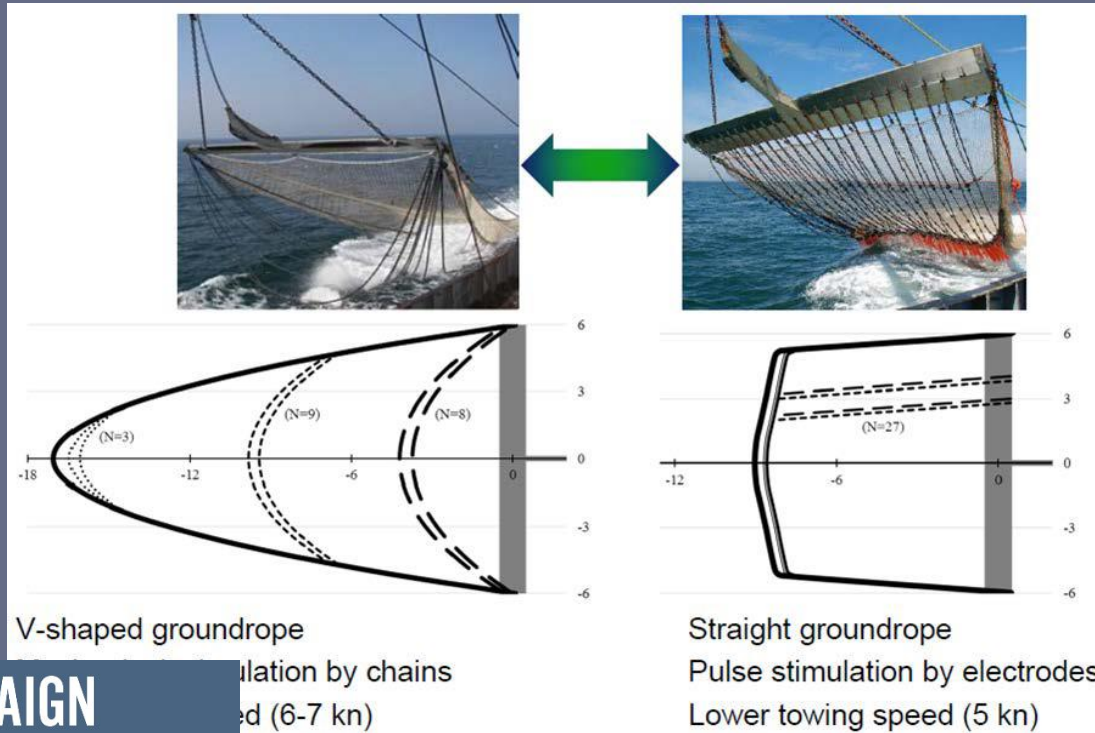 6
3
(N=3)
(N=9)
(N=8)
-18
-12
-6
0
0
-3
-6
6
3
(N=27)
-12
-6
0
0
-3
-6
V-shaped groundrope
ulation by chains
ed (6-7 kn)
Straight groundrope
Pulse stimulation by electrodes
Lower towing speed (5 kn)
AIGN